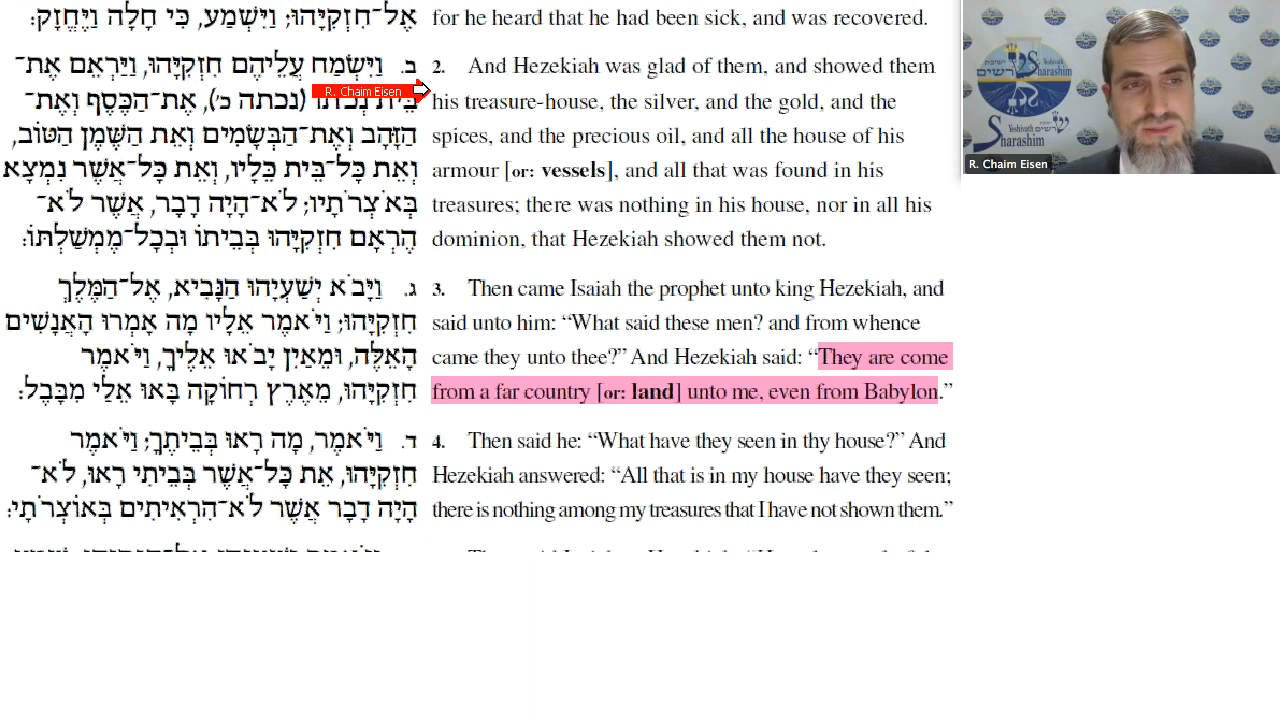 אֶל־חִזְקִיָּהוּ; וַיִּשְׁמַע, כִּי חָלָה וַיֶּחֱזָק:
ב. וַיִּשְׂמַח עֲלֵיהֶם חִזְקִיָּהוּ, וַיַּרְאֵם אֶת־
(נכתה כ׳), אֶת־הַכֶּסֶף וְאֶת־
הַזָּהָב וְאֶת־הַבְּשָׂמִים וְאֵת הַשֶּׁמֶן הַטּוֹב,
וְאֵת כָּל־בֵּית כֵּלָיו, וְאֵת כָּל־אֲשֶׁר נִמְצָא
בְּאֹצְרֹתָיו; לֹא־הָיָה דָבָר, אֲשֶׁר לֹא־
הֶרְאָם חִזְקִיָּהוּ בְּבֵיתוֹ וּבְכָל־מֶמְשַׁלְתּוֹ:
ג. וַיָּבֹא יְשַׁעְיָהוּ הַנָּבִיא, אֶל־הַמֶּלֶךְ
חִזְקִיָּהוּ; וַיֹּאמֶר אֵלָיו מָה אָמְרוּ הָאֲנָשִׁים
הָאֵלֶּה, וּמֵאַיִן יָבֹאוּ אֵלֶיךָ, וַיֹּאמֶר
חִזְקִיָּהוּ, מֵאֶרֶץ רְחוֹקָה בָּאוּ אֵלַי מִבָּבֶל:
ד. וַיֹּאמֶר, מָה רָאוּ בְּבֵיתֶךָ; וַיֹּאמֶר
חִזְקִיָּהוּ, אֵת כָּל־אֲשֶׁר בְּבֵיתִי רָאוּ, לֹא־
הָיָה דָבָר אֲשֶׁר לֹא־הִרְאִיתִים בְּאוֹצְרֹתָי:
for he heard that he had been sick, and was recovered.
2. And Hezekiah was glad of them, and showed them
his treasure-house, the silver, and the gold, and the
spices, and the precious oil, and all the house of his
armour [or: vessels], and all that was found in his
treasures; there was nothing in his house, nor in all his
dominion, that Hezekiah showed them not.
3. Then came Isaiah the prophet unto king Hezekiah, and
said unto him: “What said these men? and from whence
came they unto thee?” And Hezekiah said: “They are come
from a far country [or: land] unto me, even from Babylon.”
4. Then said he: “What have they seen in thy house?” And
Hezekiah answered: “All that is in my house have they seen;
there is nothing among my treasures that I have not shown them.”
R. Chaim Eisen
ישיבת
שרשים
Yeshivath
Sharashim
Yeshivath
Sharashim
R. Chaim Eisen